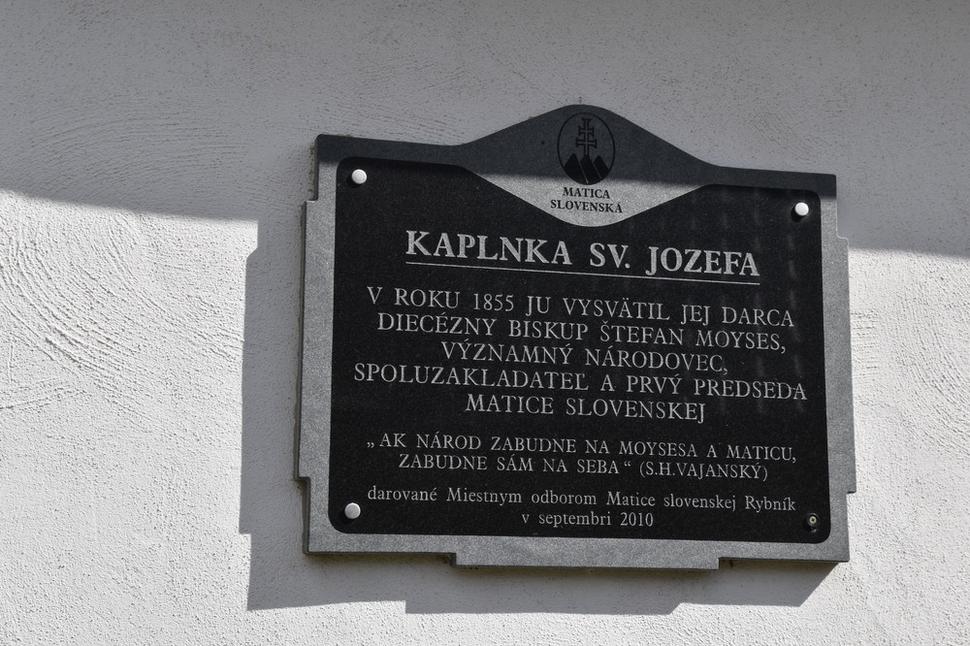 MATICA
SLOVENSKÁ
KAPLNKA SV. JOZEFA
V ROKU 1855 JU VYSVÄTIL JEJ DARCA
DIECÉZNY BISKUP ŠTEFAN MOYSES,
VÝZNAMNÝ NÁRODOVEC,
SPOLUZAKLADATEĽ A PRVÝ PREDSEDA
MATICE SLOVENSKEJ
„AK NÁROD ZABUDNE NA MOYSESA A MATICU,
ZABUDNE SÁM NA SEBA“ (S.H.VAJANSKÝ)
darované Miestnym odborom Matice slovenskej Rybník
v septembri 2010